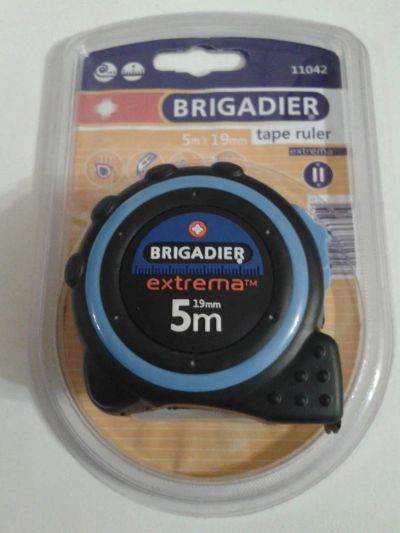 11042
BRIGADIER
5m x 19mm
tape ruler
extrema
BRIGADIER
extrema™
19mm
5m